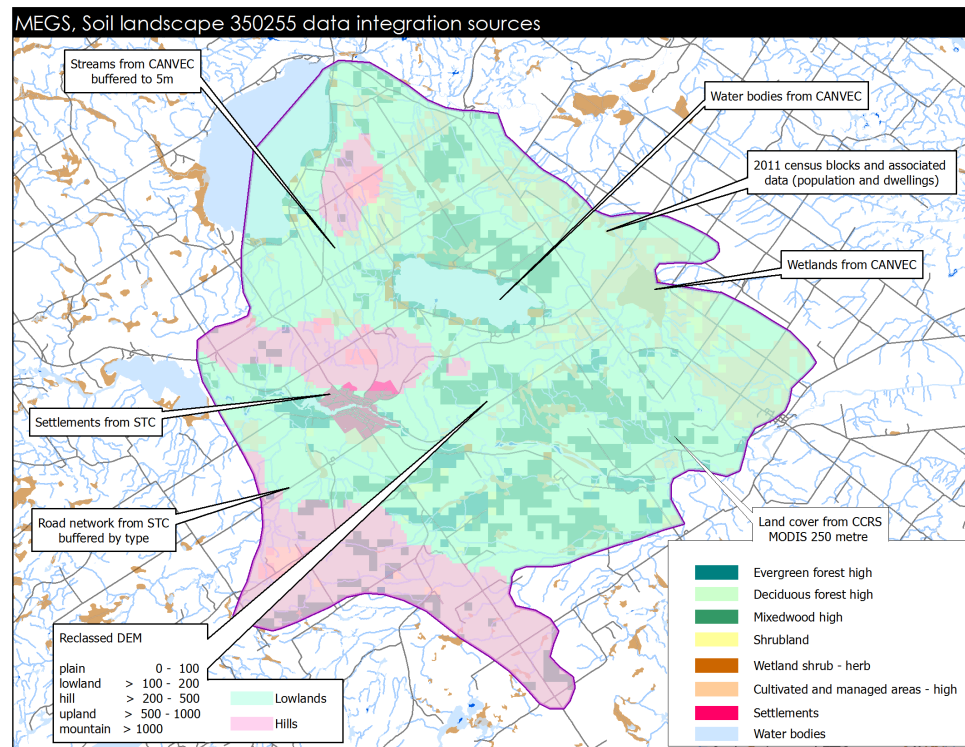 MEGS, Soil landscape 350255 data integration sources
Streams from CANVEC
buffered to 5m
Water bodies from CANVEC
2011 census blocks and associated
data (population and dwellings)
Wetlands from CANVEC
Settlements from STC
Road network from STC
buffered by type
Land cover from CCRS
MODIS 250 metre
Reclassed DEM
plain 0 - 100
lowland > 100 - 200
hill > 200 - 500
upland > 500 - 1000
mountain > 1000
Lowlands
Hills
Evergreen forest high
Deciduous forest high
Mixedwood high
Shrubland
Wetland shrub - herb
Cultivated and managed areas - high
Settlements
Water bodies